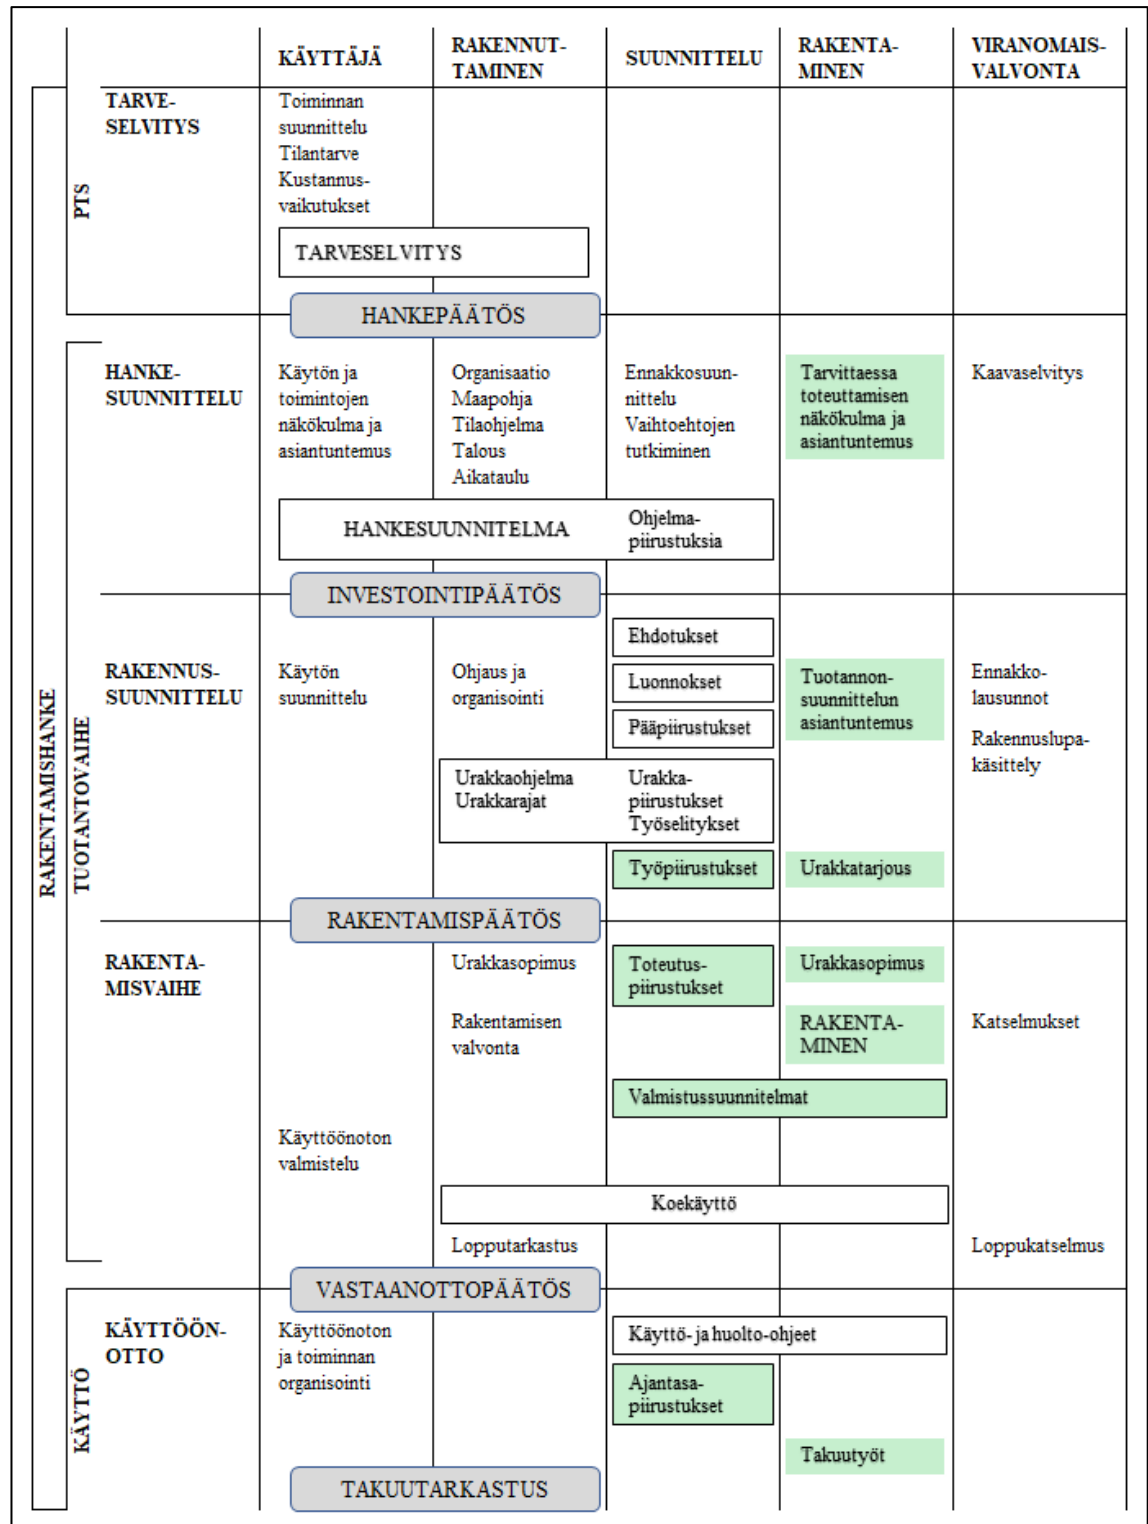 KÄYTTÄJÄ
RAKENNUT-
TAMINEN
SUUNNITTELU
RAKENTA-
MINEN
VIRANOMAIS-
VALVONTA
RAKENTAMISHANKE
PTS
TARVE-
SELVITYS
Toiminnan
suunnittelu
Tilantarve
Kustannus-
vaikutukset
TARVESELVITYS
HANKEPÄÄTÖS
TUOTANTOVAIHE
HANKE-
SUUNNITTELU
Käytön ja
toimintojen
näkökulma ja
asiantuntemus
Organisaatio
Maapohja
Tilaohjelma
Talous
Aikataulu
Ennakkosuun-
nittelu
Vaihtoehtojen
tutkiminen
Tarvittaessa
toteuttamisen
näkökulma ja
asiantuntemus
Kaavaselvitys
HANKESUUNNITELMA
Ohjelma-
piirustuksia
INVESTOINTIPÄÄTÖS
RAKENNUS-
SUUNNITTELU
Käytön
suunnittelu
Ohjaus ja
organisointi
Ehdotukset
Luonnokset
Pääpiirustukset
Tuotannon-
suunnittelun
asiantuntemus
Ennakko-
lausunnot
Rakennuslupa-
käsittely
Urakkaohjelma
Urakkarajat
Urakka-
piirustukset
Työselitykset
Työpiirustukset
Urakkatarjous
RAKENTAMISPÄÄTÖS
RAKENTA-
MISVAIHE
Urakkasopimus
Toteutus-
piirustukset
Urakkasopimus
Rakentamisen
valvonta
RAKENTA-
MINEN
Katselmukset
Valmistussuunnitelmat
Käyttöönoton
valmistelu
Koekäyttö
Lopputarkastus
Loppukatselmus
VASTAANOTTOPÄÄTÖS
KÄYTTÖ
KÄYTTÖÖN-
OTTO
Käyttöönoton
ja toiminnan
organisointi
Käyttö- ja huolto-ohjeet
Ajantasa-
piirustukset
Takuutyöt
TAKUUTARKASTUS